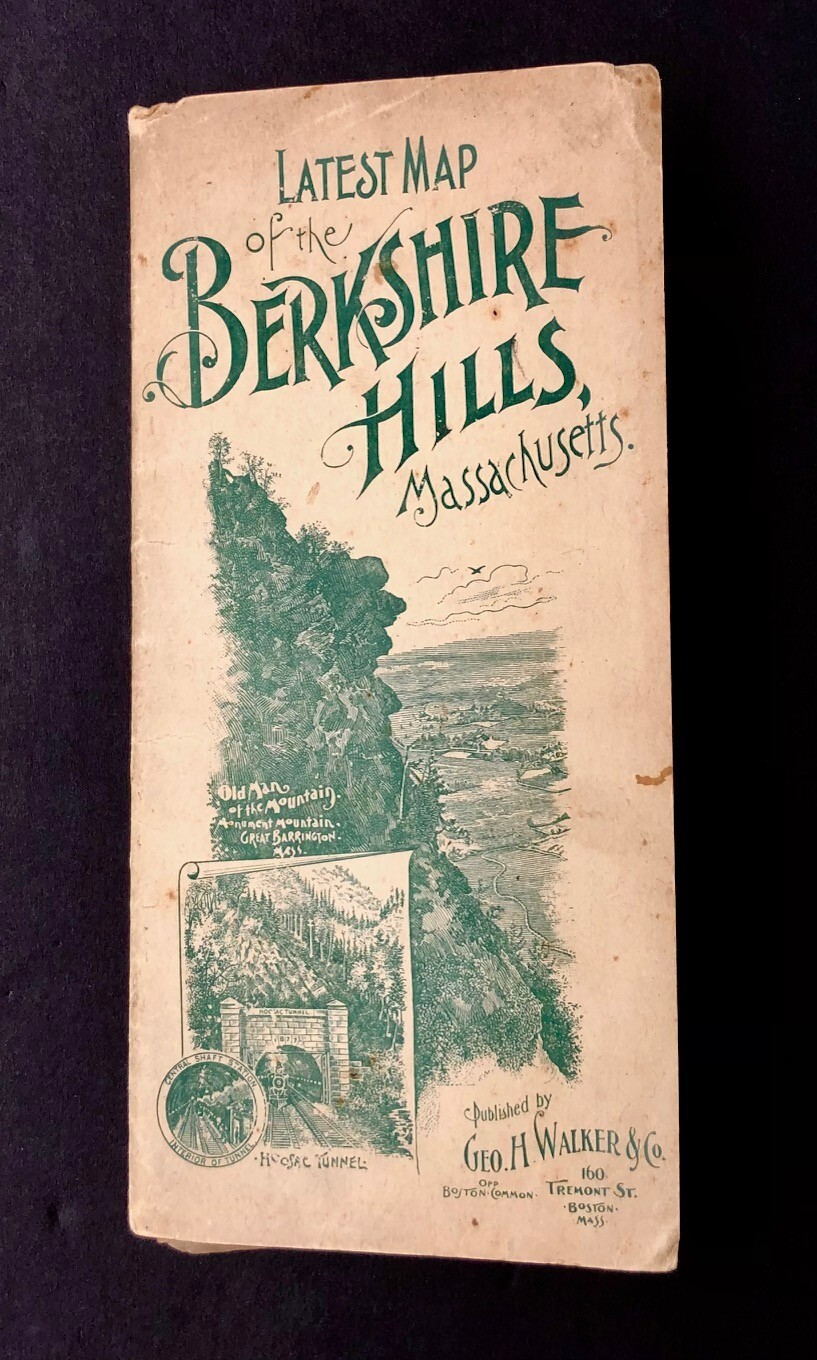 LATEST MAP
of the
BERKSHIRE
HILLS,
Massachusetts.
Old Man
of the Mountain.
Monument Mountain.
GREAT BARRINGTON.
MASS.
HOOSAC TUNNEL
1877
CENTRAL SHAFT STATION
INTERIOR OF TUNNEL
HOOSAC TUNNEL
Published by
GEO. H. WALKER & Co.
160
OPP
BOSTON COMMON. TREMONT ST.
BOSTON
MASS